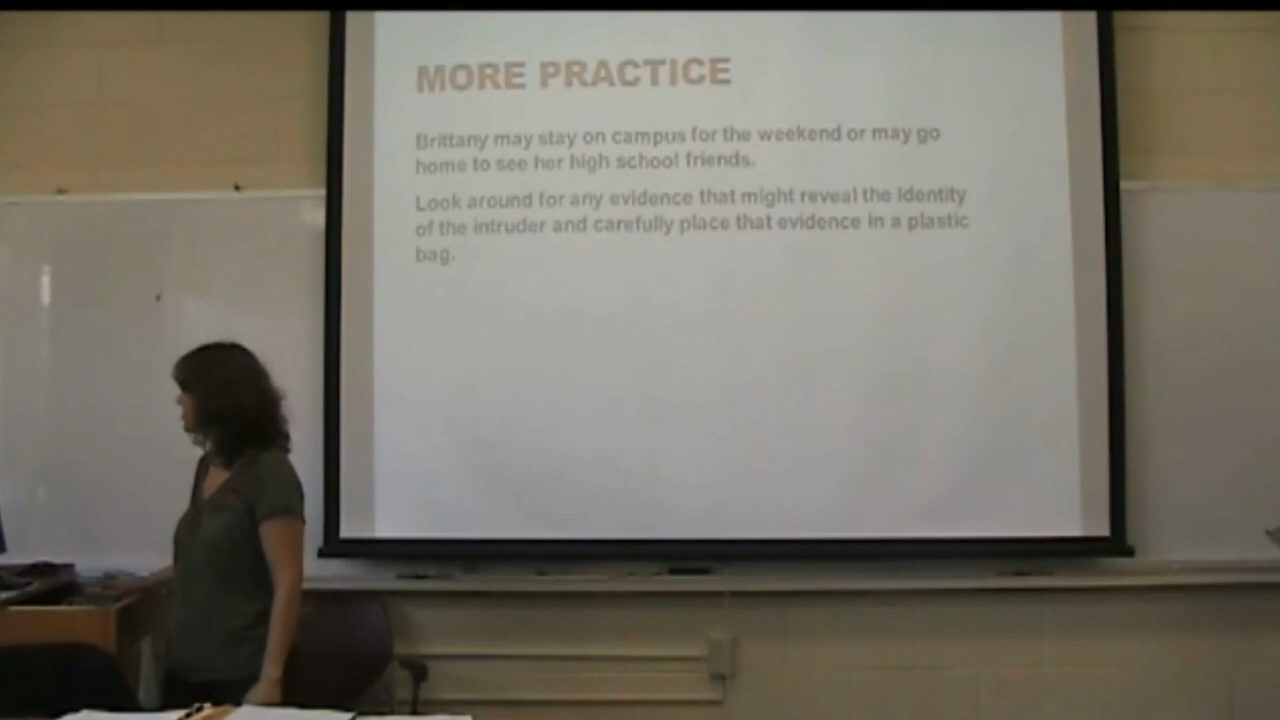 MORE PRACTICE
Brittany may stay on campus for the weekend or may go
home to see her high school friends.
Look around for any evidence that might reveal the identity
of the intruder and carefully place that evidence in a plastic
bag.